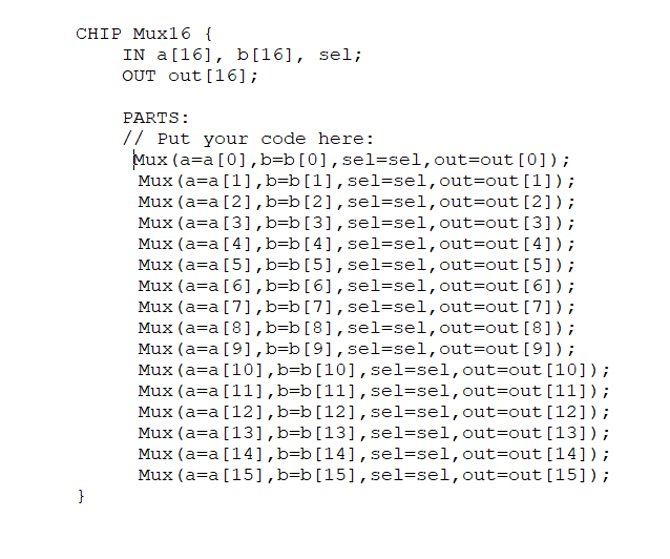 CHIP Mux16 {
    IN a[16], b[16], sel;
    OUT out[16];

    PARTS:
    // Put your code here:
     Mux(a=a[0],b=b[0],sel=sel,out=out[0]);
     Mux(a=a[1],b=b[1],sel=sel,out=out[1]);
     Mux(a=a[2],b=b[2],sel=sel,out=out[2]);
     Mux(a=a[3],b=b[3],sel=sel,out=out[3]);
     Mux(a=a[4],b=b[4],sel=sel,out=out[4]);
     Mux(a=a[5],b=b[5],sel=sel,out=out[5]);
     Mux(a=a[6],b=b[6],sel=sel,out=out[6]);
     Mux(a=a[7],b=b[7],sel=sel,out=out[7]);
     Mux(a=a[8],b=b[8],sel=sel,out=out[8]);
     Mux(a=a[9],b=b[9],sel=sel,out=out[9]);
     Mux(a=a[10],b=b[10],sel=sel,out=out[10]);
     Mux(a=a[11],b=b[11],sel=sel,out=out[11]);
     Mux(a=a[12],b=b[12],sel=sel,out=out[12]);
     Mux(a=a[13],b=b[13],sel=sel,out=out[13]);
     Mux(a=a[14],b=b[14],sel=sel,out=out[14]);
     Mux(a=a[15],b=b[15],sel=sel,out=out[15]);
}